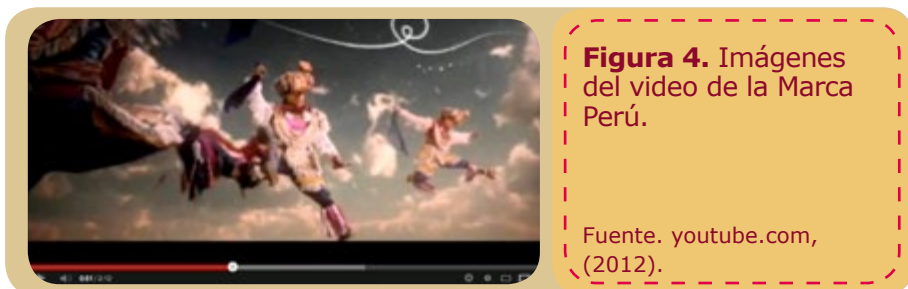 Figura 4. Imágenes
del video de la Marca
Perú.
Fuente. youtube.com,
(2012).